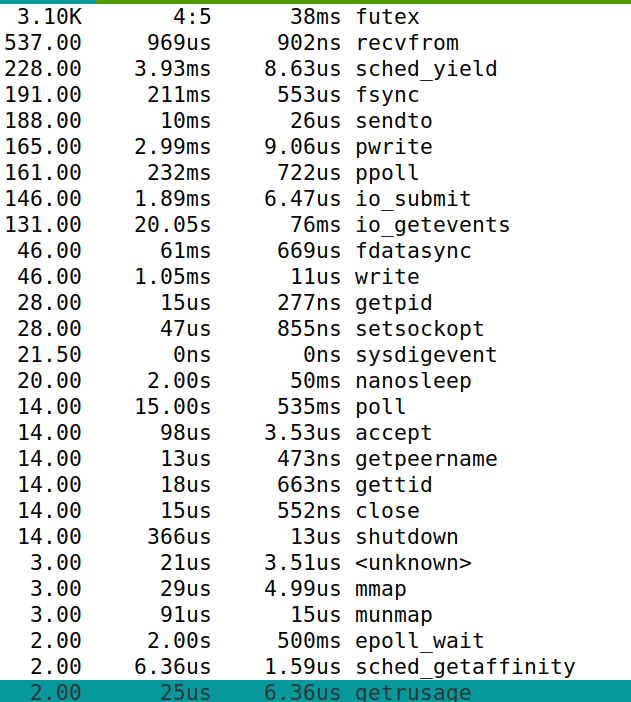 3.10K 4:5 38ms futex
537.00 969us 902ns recvfrom
228.00 3.93ms 8.63us sched_yield
191.00 211ms 553us fsync
188.00 10ms 26us sendto
165.00 2.99ms 9.06us pwrite
161.00 232ms 722us ppoll
146.00 1.89ms 6.47us io_submit
131.00 20.05s 76ms io_getevents
46.00 61ms 669us fdatasync
46.00 1.05ms 11us write
28.00 15us 277ns getpid
28.00 47us 855ns setsockopt
21.50 0ns 0ns sysdigevent
20.00 2.00s 50ms nanosleep
14.00 15.00s 535ms poll
14.00 98us 3.53us accept
14.00 13us 473ns getpeername
14.00 18us 663ns gettid
14.00 15us 552ns close
14.00 366us 13us shutdown
3.00 21us 3.51us <unknown>
3.00 29us 4.99us mmap
3.00 91us 15us munmap
2.00 2.00s 500ms epoll_wait
2.00 6.36us 1.59us sched_getaffinity
2.00 25us 6.36us getrusage